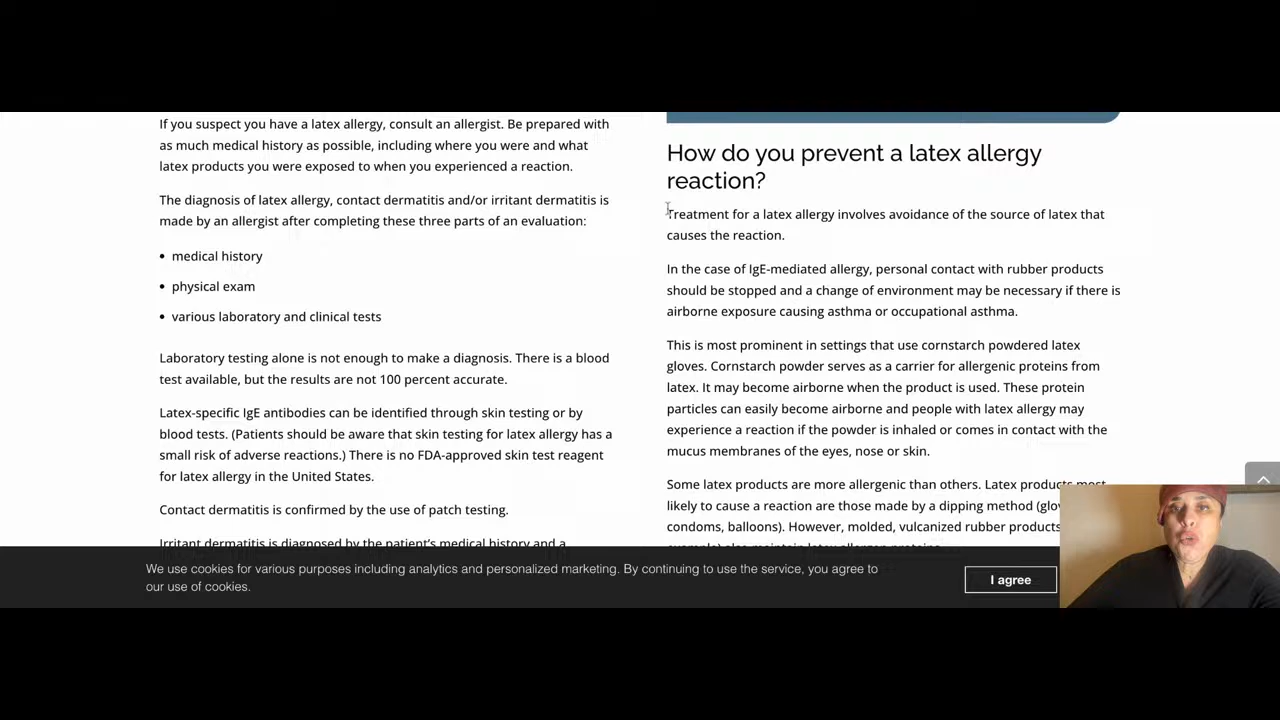 If you suspect you have a latex allergy, consult an allergist. Be prepared with
as much medical history as possible, including where you were and what
latex products you were exposed to when you experienced a reaction.
The diagnosis of latex allergy, contact dermatitis and/or irritant dermatitis is
made by an allergist after completing these three parts of an evaluation:
• medical history
• physical exam
• various laboratory and clinical tests
Laboratory testing alone is not enough to make a diagnosis. There is a blood
test available, but the results are not 100 percent accurate.
Latex-specific IgE antibodies can be identified through skin testing or by
blood tests. (Patients should be aware that skin testing for latex allergy has a
small risk of adverse reactions.) There is no FDA-approved skin test reagent
for latex allergy in the United States.
Contact dermatitis is confirmed by the use of patch testing.
Irritant dermatitis is diagnosed by the patient's medical history and a
How do you prevent a latex allergy
reaction?
Treatment for a latex allergy involves avoidance of the source of latex that
causes the reaction.
In the case of IgE-mediated allergy, personal contact with rubber products
should be stopped and a change of environment may be necessary if there is
airborne exposure causing asthma or occupational asthma.
This is most prominent in settings that use cornstarch powdered latex
gloves. Cornstarch powder serves as a carrier for allergenic proteins from
latex. It may become airborne when the product is used. These protein
particles can easily become airborne and people with latex allergy may
experience a reaction if the powder is inhaled or comes in contact with the
mucus membranes of the eyes, nose or skin.
Some latex products are more allergenic than others. Latex products most
likely to cause a reaction are those made by a dipping method
condoms, balloons). However, molded, vulcanized rubber products
We use cookies for various purposes including analytics and personalized marketing. By continuing to use the service, you agree to
our use of cookies.
I agree